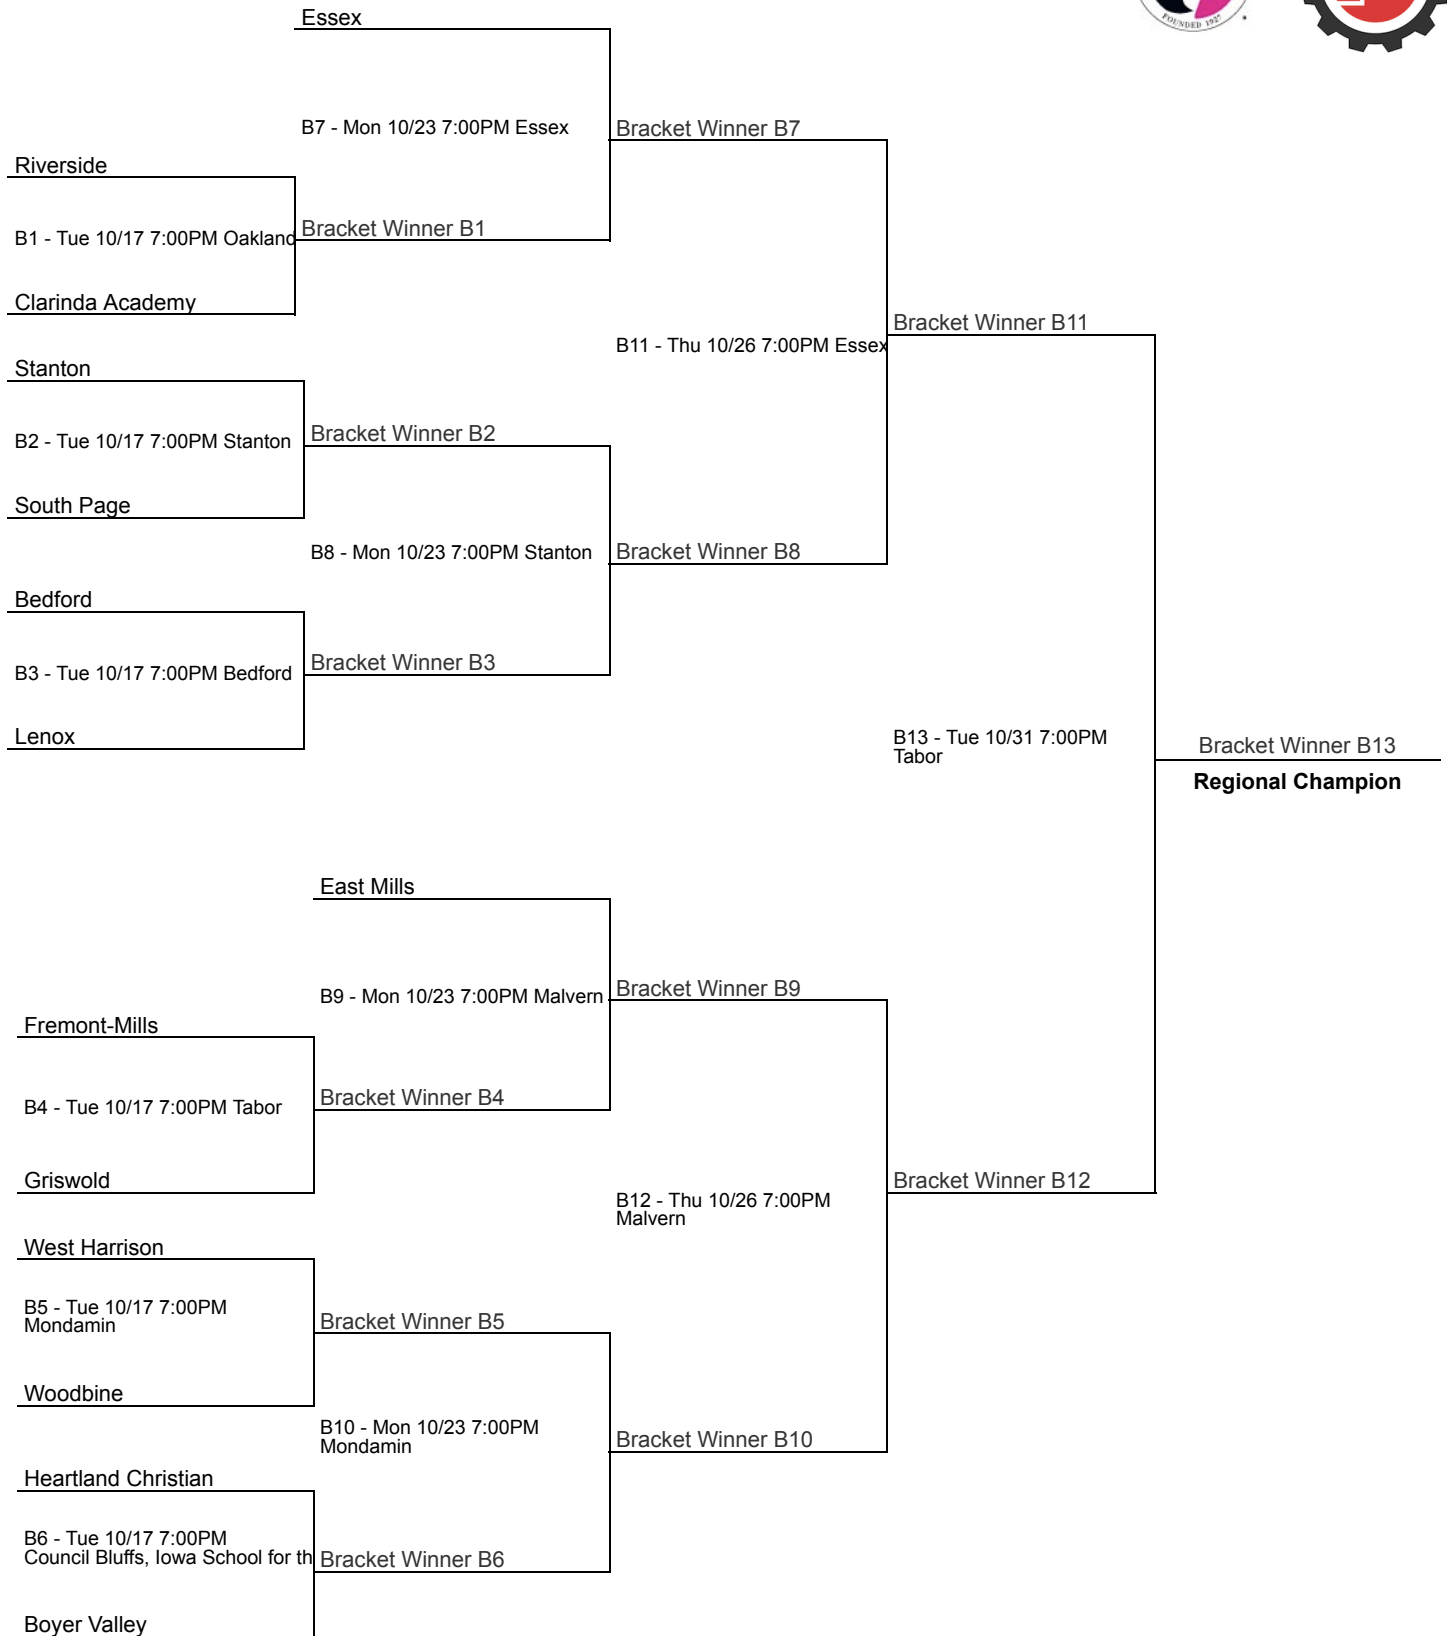 Essex
FOUNDED 1927
B7 - Mon 10/23 7:00PM Essex
Bracket Winner B7
Riverside
B1 - Tue 10/17 7:00PM Oakland
Bracket Winner B1
Clarinda Academy
Bracket Winner B11
B11 - Thu 10/26 7:00PM Essex
Stanton
B2 - Tue 10/17 7:00PM Stanton
Bracket Winner B2
South Page
B8 - Mon 10/23 7:00PM Stanton
Bracket Winner B8
Bedford
B3 - Tue 10/17 7:00PM Bedford
Bracket Winner B3
Lenox
B13 - Tue 10/31 7:00PM
Tabor
Bracket Winner B13
Regional Champion
East Mills
B9 - Mon 10/23 7:00PM Malvern
Bracket Winner B9
Fremont-Mills
B4 - Tue 10/17 7:00PM Tabor
Bracket Winner B4
Griswold
Bracket Winner B12
B12 - Thu 10/26 7:00PM
Malvern
West Harrison
B5 - Tue 10/17 7:00PM
Mondamin
Bracket Winner B5
Woodbine
B10 - Mon 10/23 7:00PM
Mondamin
Bracket Winner B10
Heartland Christian
B6 - Tue 10/17 7:00PM
Council Bluffs, Iowa School for th
Bracket Winner B6
Boyer Valley